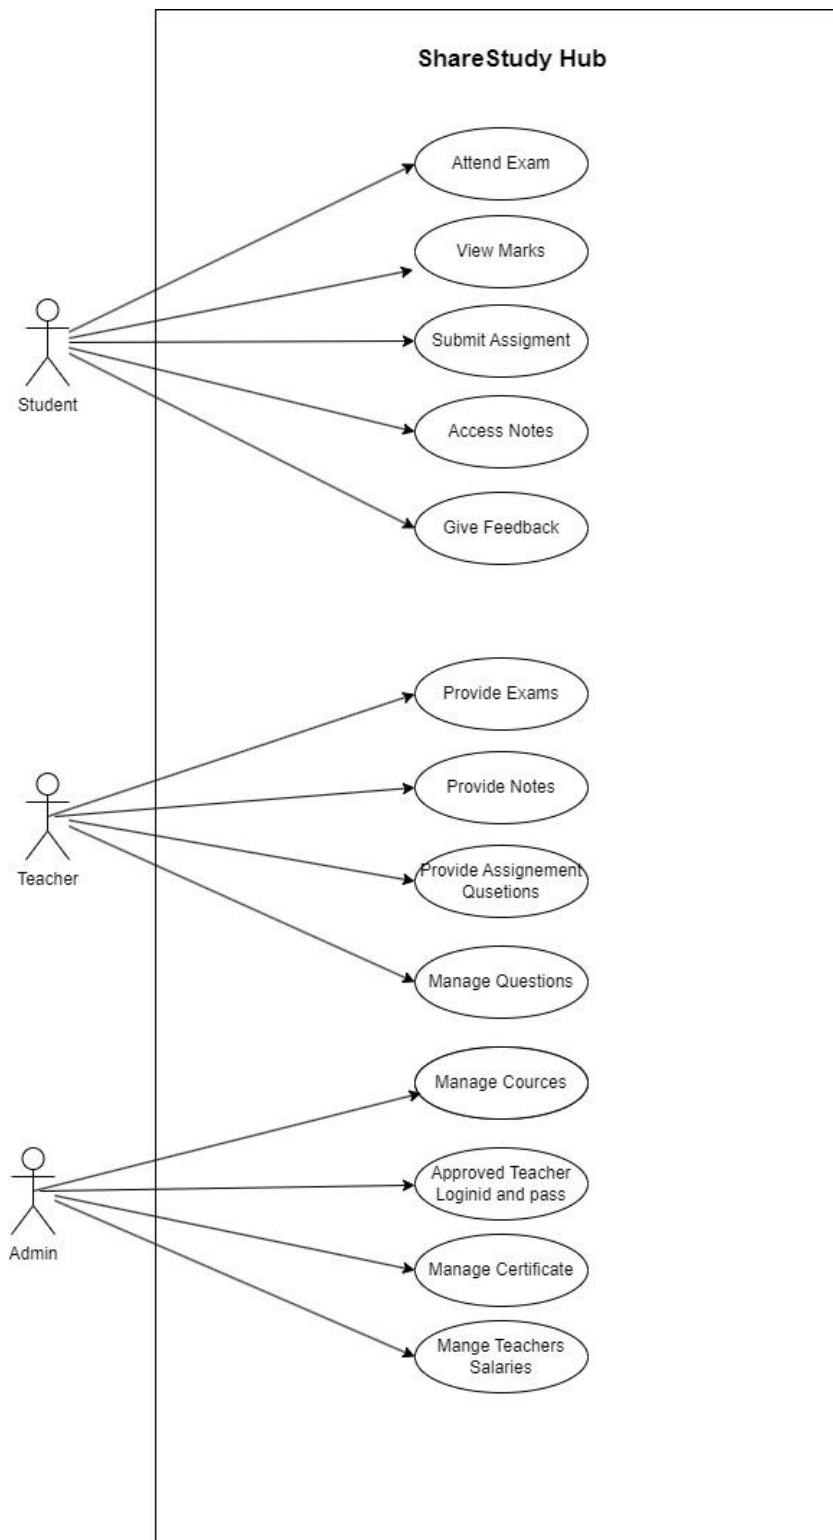 ShareStudy Hub
Attend Exam
View Marks
Submit Assigment
Student
Access Notes
Give Feedback
Provide Exams
Provide Notes
Teacher
Provide Assignement
Qusetions
Manage Questions
Manage Cources
Approved Teacher
Loginid and pass
Admin
Manage Certificate
Mange Teachers
Salaries